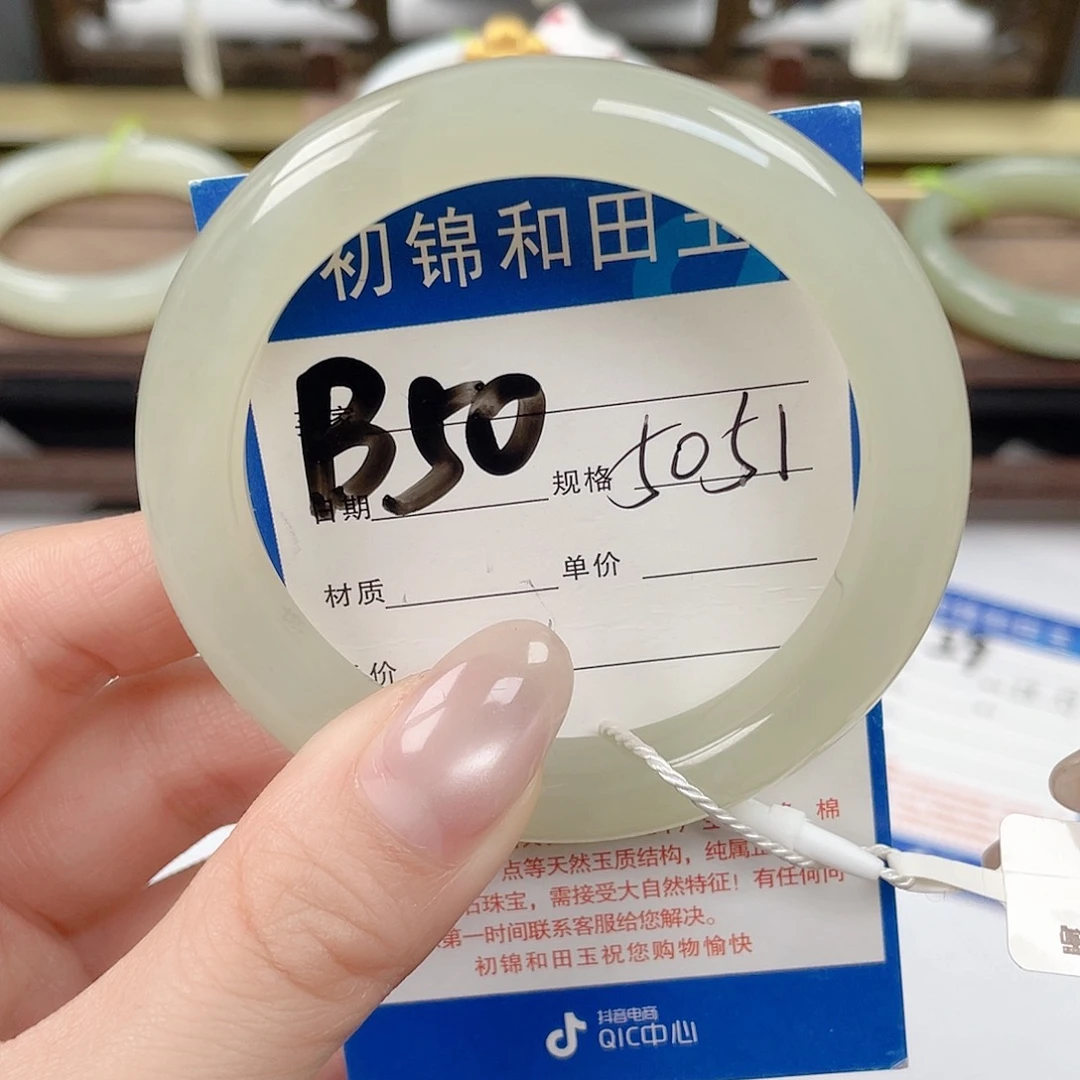 初锦和田玉
B50
日期
规格 5051
材质
单价
价
棉
点等天然玉质结构，纯属正
石珠宝，需接受大自然特征！有任何问
第一时间联系客服给您解决。
初锦和田玉祝您购物愉快
抖音电商
QIC中心